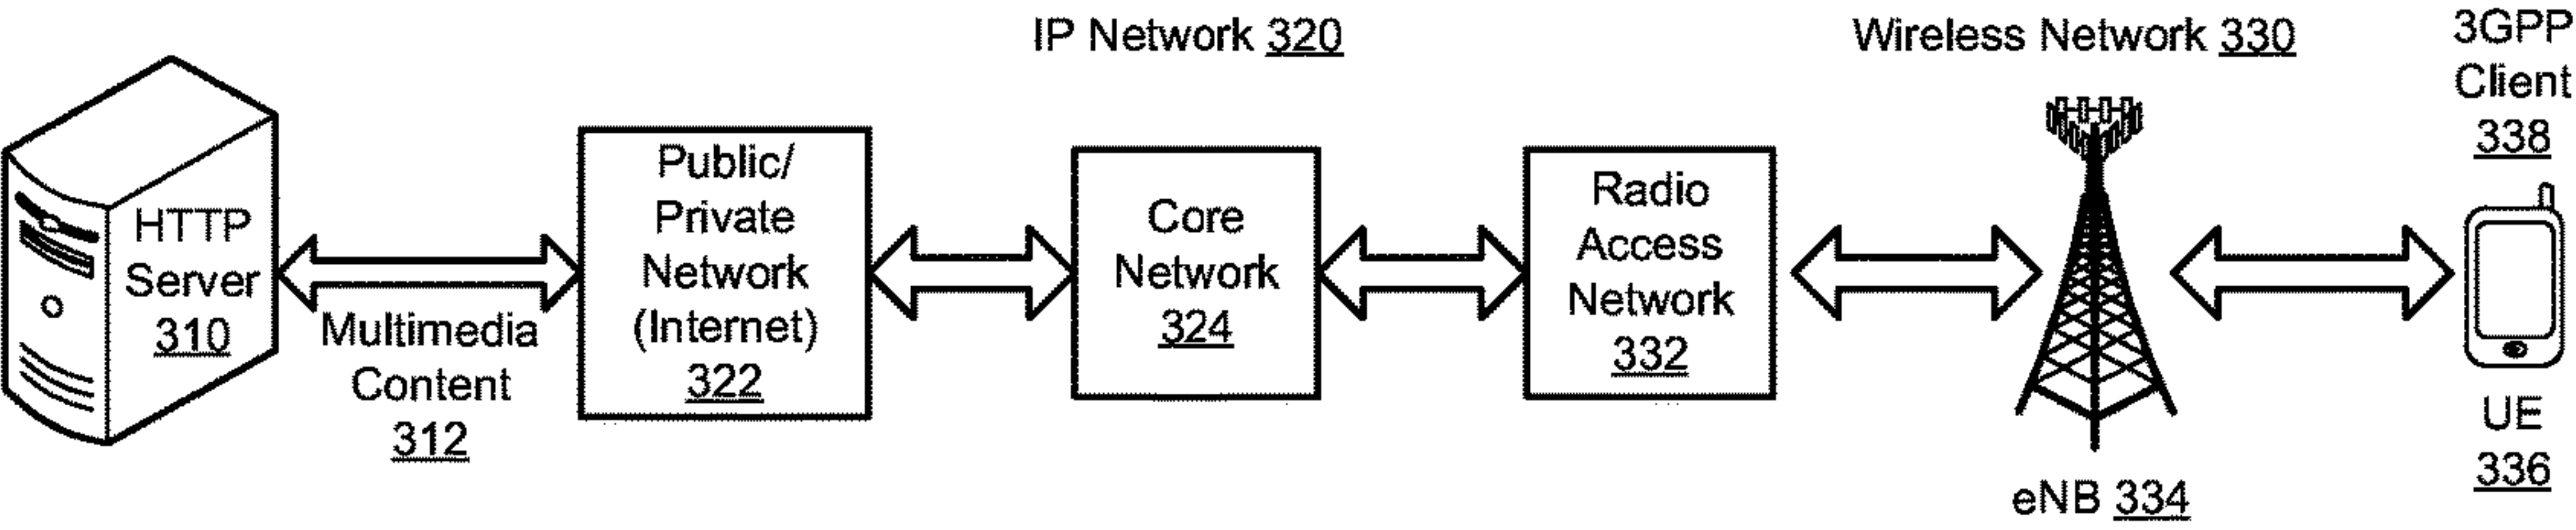 IP Network 320
Wireless Network 330
3GPP
Client
338
HTTP
Server
310
Multimedia
Content
312
Public/
Private
Network
(Internet)
322
Core
Network
324
Radio
Access
Network
332
eNB 334
UE
336